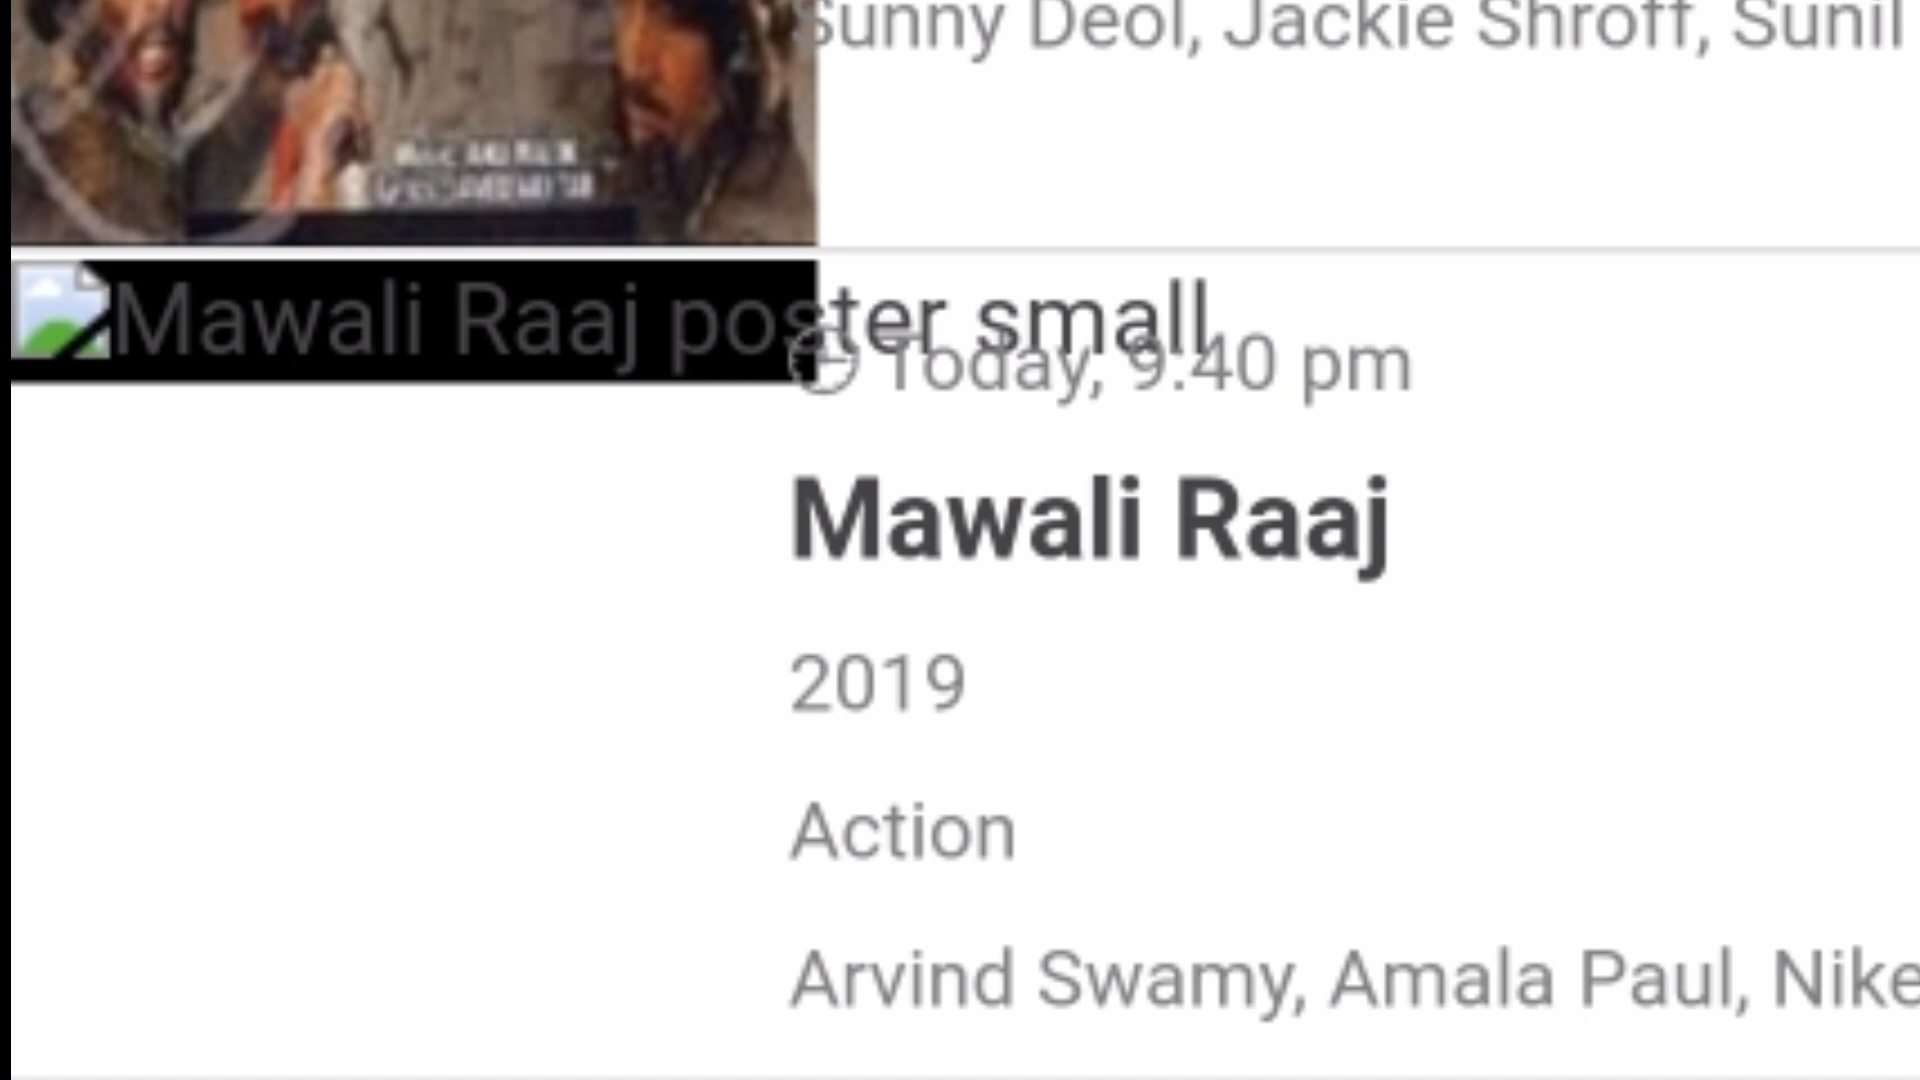 Sunny Deol, Jackie Shroff, Sunil
Mawali Raaj poster small
Today, 9:40 pm
Mawali Raaj
2019
Action
Arvind Swamy, Amala Paul, Nike